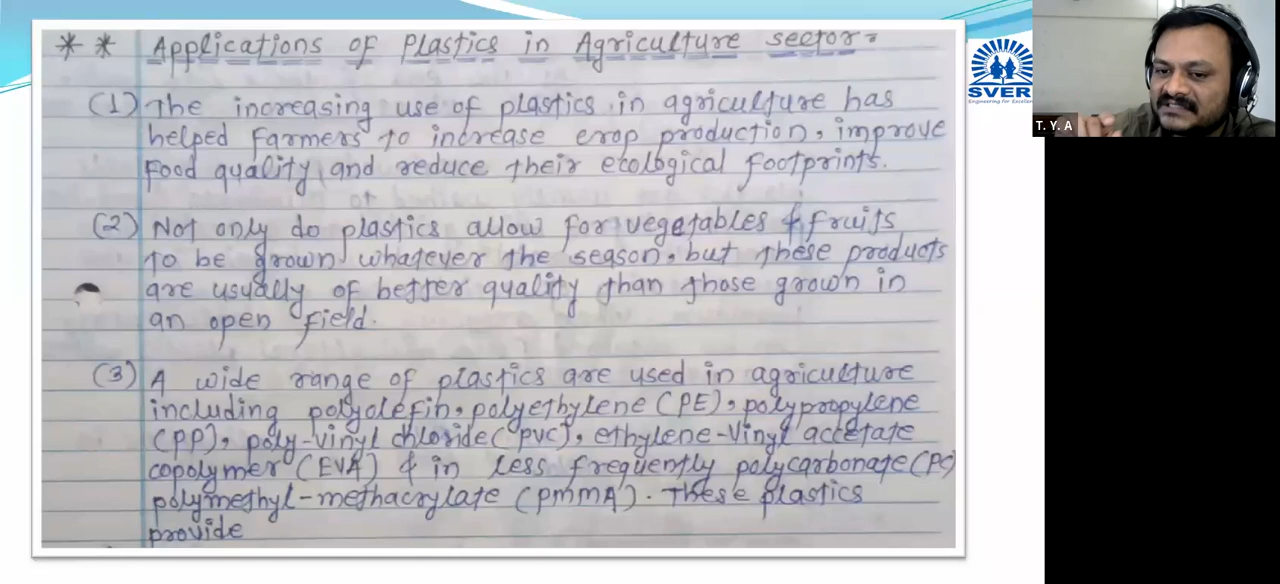 ** Applications of Plastics in Agriculture sector=
(1) The increasing use of plastics in agriculture has
helped farmers to increase crop production, improve
food quality and reduce their ecological footprints.
(2) Not only do plastics allow for vegetables & fruits
to be grown whatever the season, but these products
are usually of better quality than those grown in
an open field.
(3) A wide range of plastics are used in agriculture
including polyolefin, polyethylene (PE), polypropylene
(PP), poly-vinyl chloride (PVC), ethylene-vinyl accetate
copolymer (EVA) & in less frequently polycarbonate (PC)
polymethyl-methacrylate (PMMA). These plastics
provide
SVER
Engineering for Excellen
T. Y. A